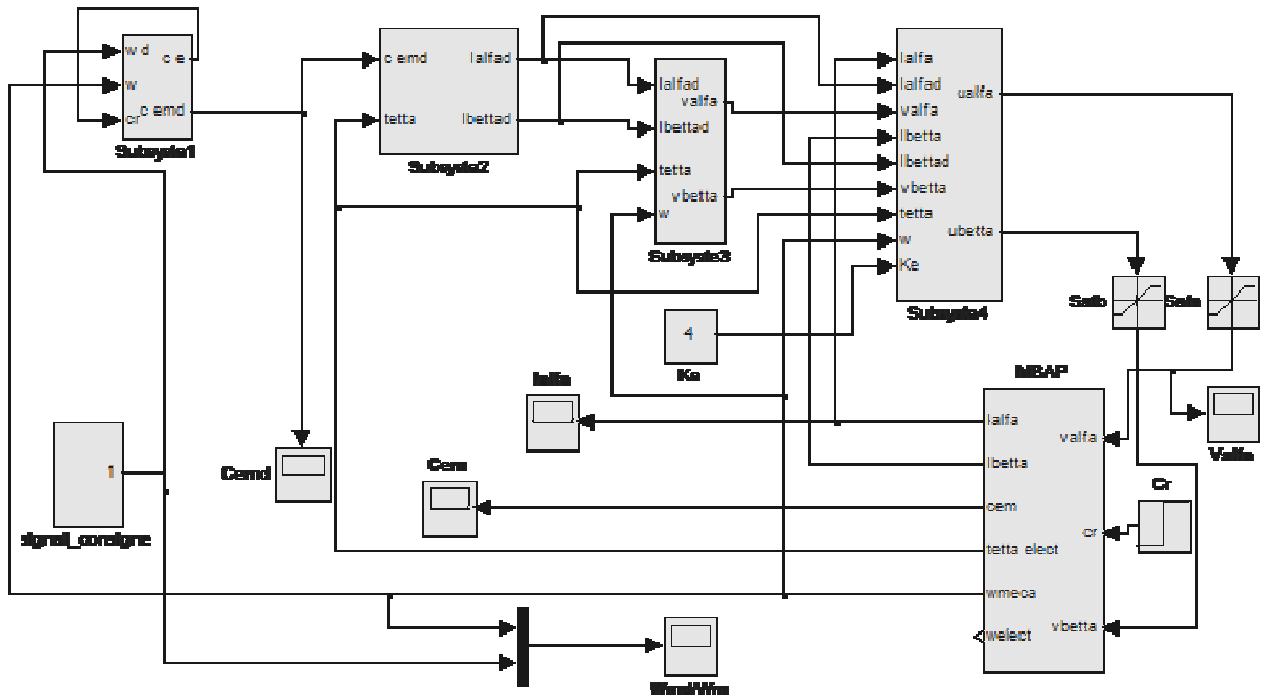 w d
w
cr
c e
c emd
Subsyste1
c emd
tetta
Ialfad
Ibettad
Subsyste2
Ialfad
Ibettad
tetta
w
valfa
vbetta
Subsyste3
Ialfa
Ialfad
valfa
Ibetta
Ibettad
vbetta
tetta
w
Ke
ualfa
ubetta
Subsyste4
Satb
Sata
4
Ke
Ialfa
Cem
Cemd
1
signall_consigne
MSAP
Ialfa
Ibetta
cem
tetta elect
wmeca
welect
valfa
cr
vbetta
Valfa
Cr